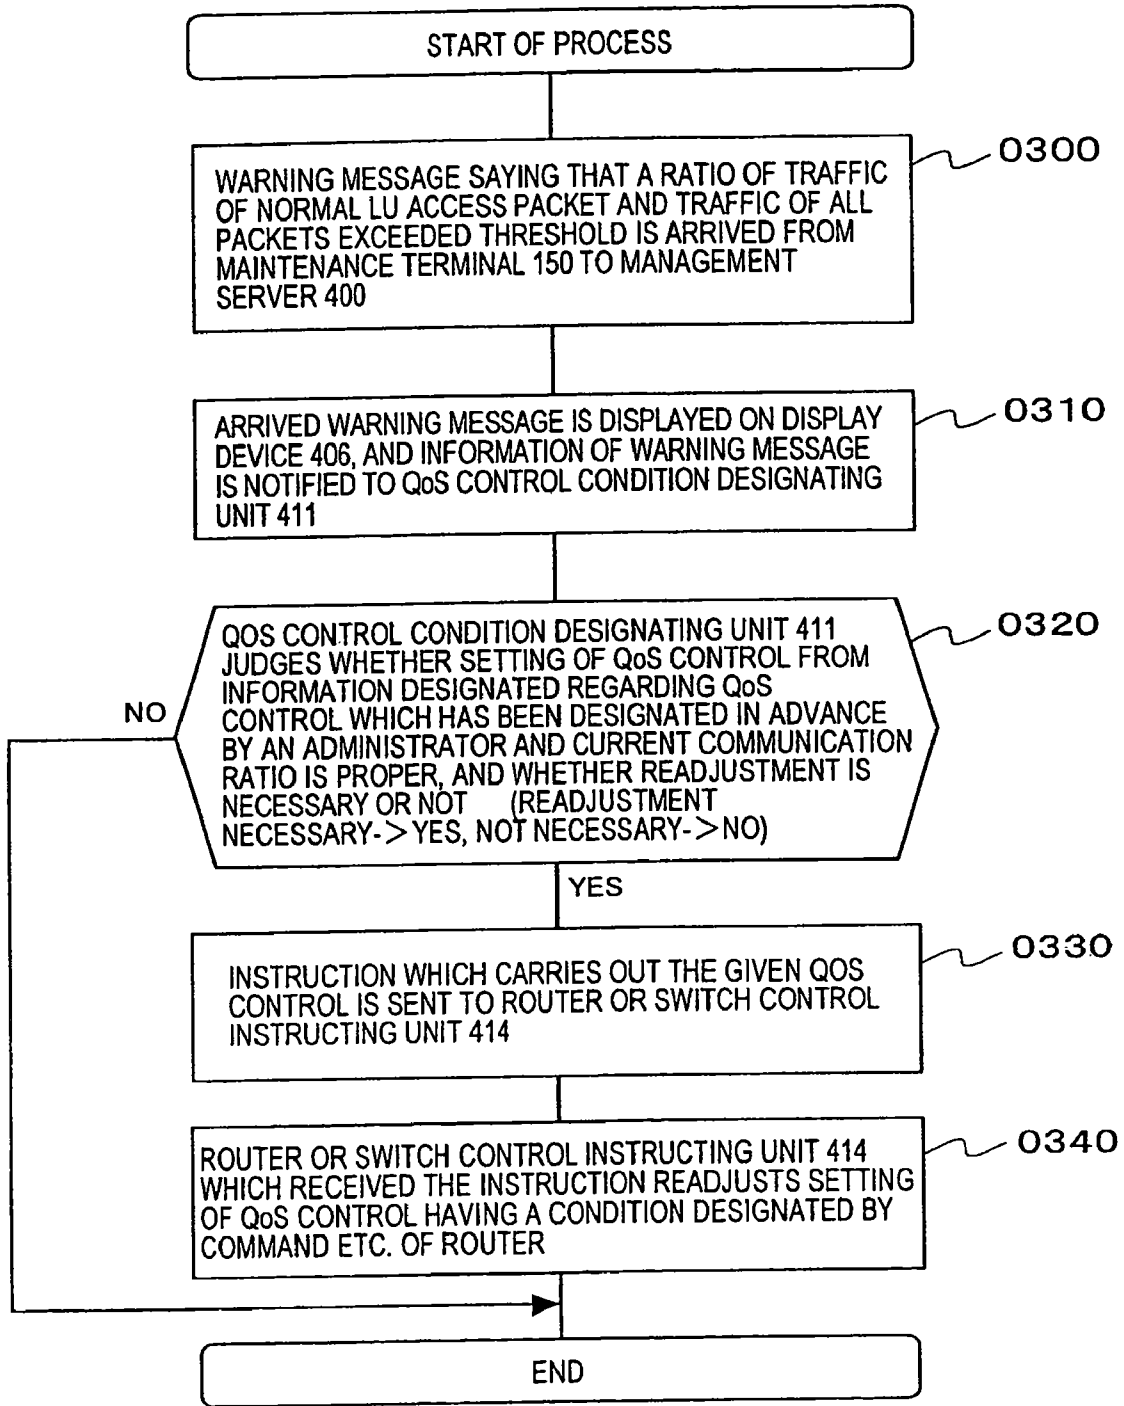 START OF PROCESS
0300
WARNING MESSAGE SAYING THAT A RATIO OF TRAFFIC
OF NORMAL LU ACCESS PACKET AND TRAFFIC OF ALL
PACKETS EXCEEDED THRESHOLD IS ARRIVED FROM
MAINTENANCE TERMINAL 150 TO MANAGEMENT
SERVER 400
0310
ARRIVED WARNING MESSAGE IS DISPLAYED ON DISPLAY
DEVICE 406, AND INFORMATION OF WARNING MESSAGE
IS NOTIFIED TO QoS CONTROL CONDITION DESIGNATING
UNIT 411
0320
QOS CONTROL CONDITION DESIGNATING UNIT 411
JUDGES WHETHER SETTING OF QoS CONTROL FROM
INFORMATION DESIGNATED REGARDING QoS
CONTROL WHICH HAS BEEN DESIGNATED IN ADVANCE
BY AN ADMINISTRATOR AND CURRENT COMMUNICATION
RATIO IS PROPER, AND WHETHER READJUSTMENT IS
NECESSARY OR NOT (READJUSTMENT
NECESSARY->YES, NOT NECESSARY->NO)
NO
YES
0330
INSTRUCTION WHICH CARRIES OUT THE GIVEN QOS
CONTROL IS SENT TO ROUTER OR SWITCH CONTROL
INSTRUCTING UNIT 414
0340
ROUTER OR SWITCH CONTROL INSTRUCTING UNIT 414
WHICH RECEIVED THE INSTRUCTION READJUSTS SETTING
OF QoS CONTROL HAVING A CONDITION DESIGNATED BY
COMMAND ETC. OF ROUTER
END